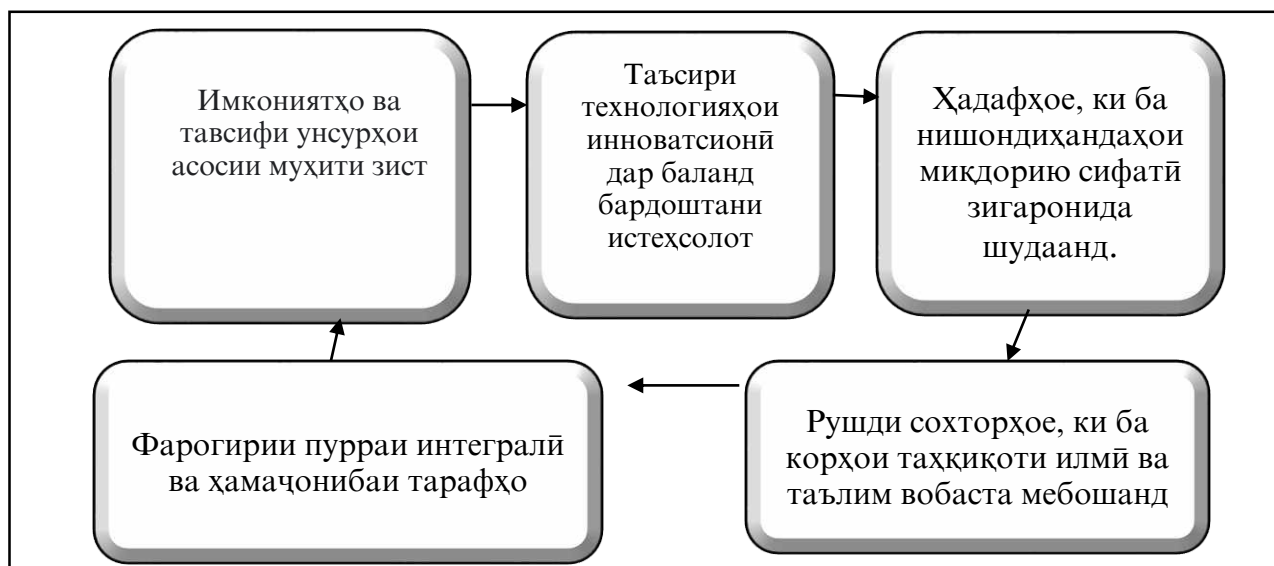 Имкониятҳо ва
тавсифи унсурҳои
асосии муҳити зист
Таъсири
технологияҳои
инноватсионӣ
дар баланд
бардоштани
истеҳсолот
Ҳадафҳое, ки ба
нишондиҳандаҳои
миқдорию сифатӣ
зигаронида
шудаанд.
Рушди сохторҳое, ки ба
корҳои таҳқиқоти илмӣ ва
таълим вобаста мебошанд
Фарогирии пурраи интегралӣ
ва ҳамаҷонибаи тарафҳо